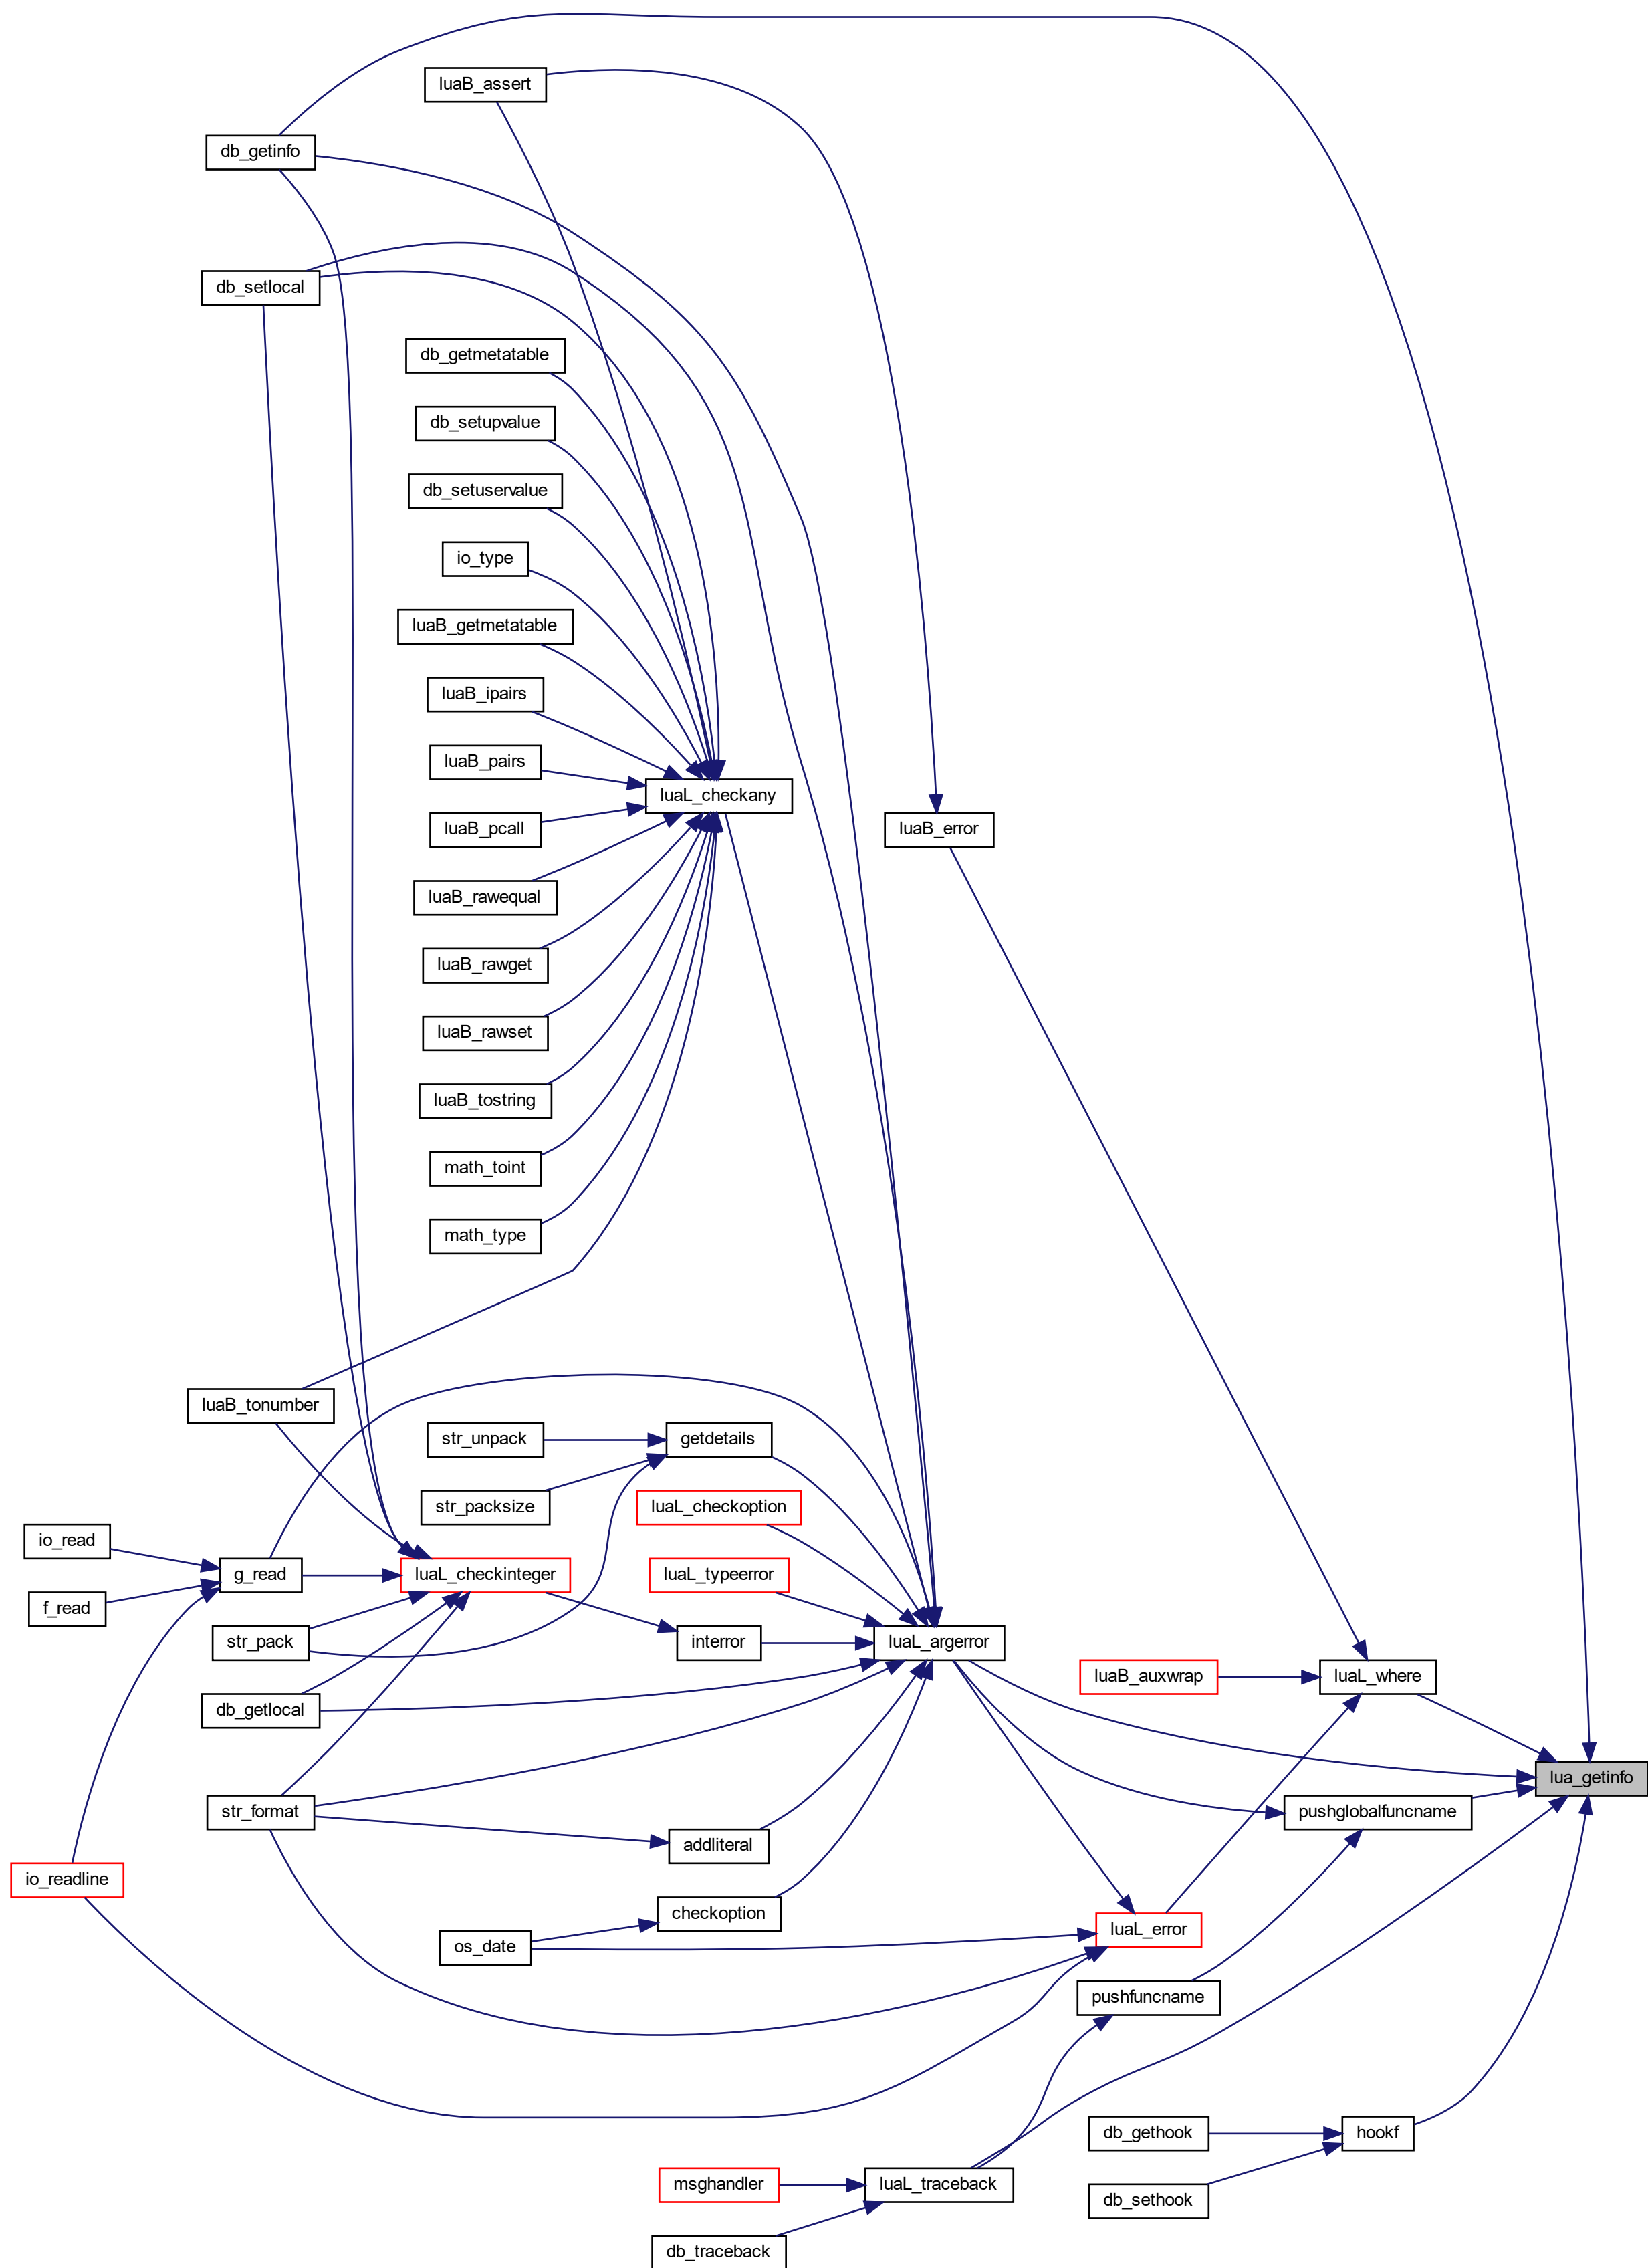 luaB_assert
db_getinfo
db_setlocal
db_getmetatable
db_setupvalue
db_setuservalue
io_type
luaB_getmetatable
luaB_ipairs
luaB_pairs
luaL_checkany
luaB_pcall
luaB_error
luaB_rawequal
luaB_rawget
luaB_rawset
luaB_tostring
math_toint
math_type
luaB_tonumber
getdetails
str_unpack
luaL_checkoption
str_packsize
io_read
g_read
luaL_checkinteger
luaL_typeerror
f_read
str_pack
interror
luaL_argerror
luaB_auxwrap
luaL_where
db_getlocal
lua_getinfo
str_format
pushglobalfuncname
addliteral
io_readline
checkoption
luaL_error
os_date
pushfuncname
db_gethook
hookf
msghandler
luaL_traceback
db_sethook
db_traceback